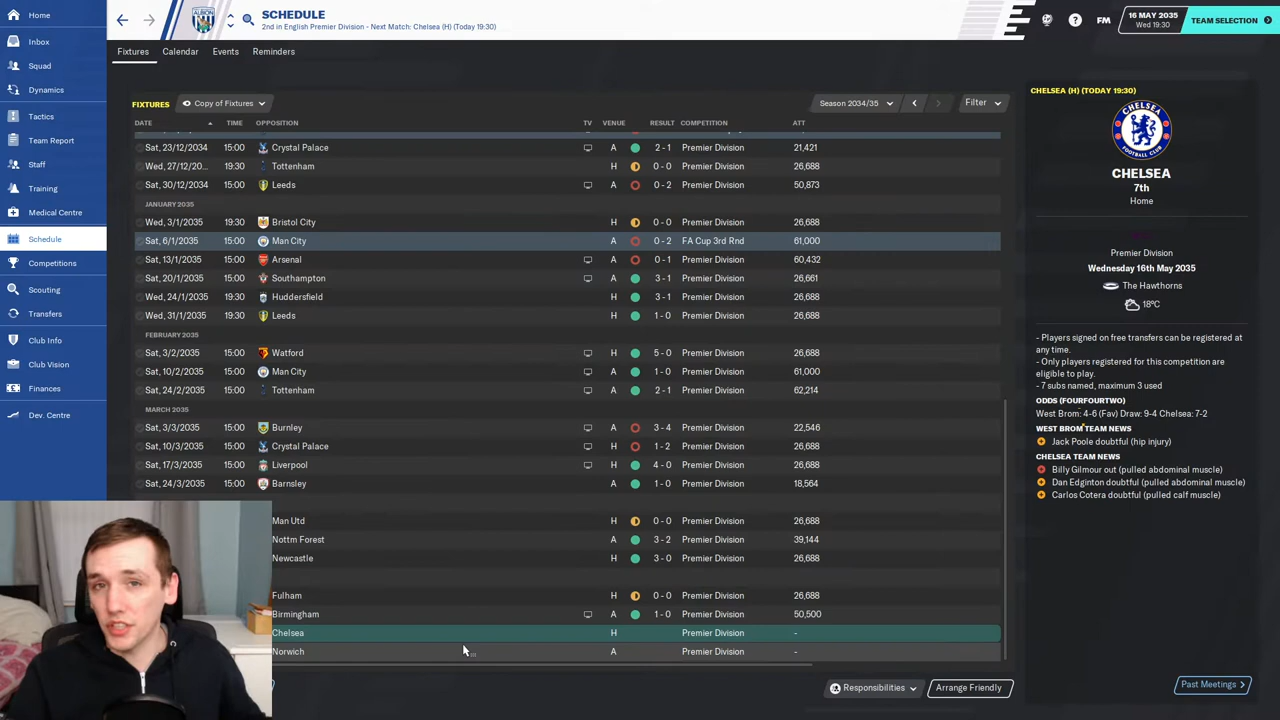 Home
Inbox
Squad
Dynamics
Tactics
Team Report
Staff
Training
Medical Centre
Schedule
Competitions
Scouting
Transfers
Club Info
Club Vision
Finances
Dev. Centre
ALBION
SCHEDULE
2nd in English Premier Division - Next Match: Chelsea (H) (Today 19:30)
? FM
16 MAY 2035
Wed 19:30
TEAM SELECTION
Fixtures Calendar Events Reminders
FIXTURES Copy of Fixtures Season 2034/35 Filter
DATE TIME OPPOSITION TV VENUE RESULT COMPETITION ATT
Sat, 23/12/2034 15:00 Crystal Palace A 2 - 1 Premier Division 21,421
Wed, 27/12/20... 19:30 Tottenham H 0 - 0 Premier Division 26,688
Sat, 30/12/2034 15:00 Leeds A 0 - 2 Premier Division 50,873
JANUARY 2035
Wed, 3/1/2035 19:30 Bristol City H 0 - 0 Premier Division 26,688
Sat, 6/1/2035 15:00 Man City A 0 - 2 FA Cup 3rd Rnd 61,000
Sat, 13/1/2035 15:00 Arsenal A 0 - 1 Premier Division 60,432
Sat, 20/1/2035 15:00 Southampton H 3 - 1 Premier Division 26,661
Wed, 24/1/2035 19:30 Huddersfield H 3 - 1 Premier Division 26,688
Wed, 31/1/2035 19:30 Leeds H 1 - 0 Premier Division 26,688
FEBRUARY 2035
Sat, 3/2/2035 15:00 Watford H 5 - 0 Premier Division 26,688
Sat, 10/2/2035 15:00 Man City A 1 - 0 Premier Division 61,000
Sat, 24/2/2035 15:00 Tottenham A 2 - 1 Premier Division 62,214
MARCH 2035
Sat, 3/3/2035 15:00 Burnley A 3 - 4 Premier Division 22,546
Sat, 10/3/2035 15:00 Crystal Palace H 1 - 2 Premier Division 26,688
Sat, 17/3/2035 15:00 Liverpool H 4 - 0 Premier Division 26,688
Sat, 24/3/2035 15:00 Barnsley A 1 - 0 Premier Division 18,564
Man Utd H 0 - 0 Premier Division 26,688
Nottm Forest A 3 - 2 Premier Division 39,144
Newcastle H 3 - 0 Premier Division 26,688
Fulham H 0 - 0 Premier Division 26,688
Birmingham A 1 - 0 Premier Division 50,500
Chelsea H Premier Division -
Norwich A Premier Division -
Responsibilities Arrange Friendly
CHELSEA (H) (TODAY 19:30)
CHELSEA
FOOTBALL CLUB
CHELSEA
7th
Home
Premier Division
Wednesday 16th May 2035
The Hawthorns
18°C
- Players signed on free transfers can be registered at
any time.
- Only players registered for this competition are
eligible to play.
- 7 subs named, maximum 3 used
ODDS (FOURFOURTWO)
West Brom: 4-6 (Fav) Draw: 9-4 Chelsea: 7-2
WEST BROM TEAM NEWS
Jack Poole doubtful (hip injury)
CHELSEA TEAM NEWS
Billy Gilmour out (pulled abdominal muscle)
Dan Edginton doubtful (pulled abdominal muscle)
Carlos Cotera doubtful (pulled calf muscle)
Past Meetings